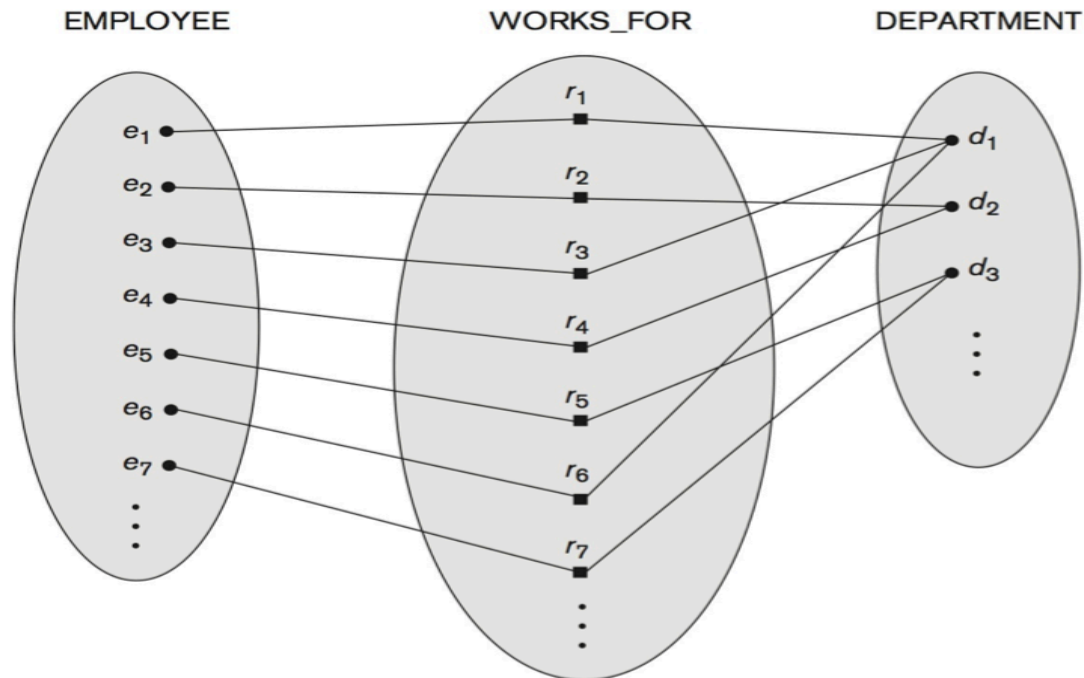 EMPLOYEE WORKS_FOR DEPARTMENT
e1 r1 d1
e2 r2 d2
e3 r3 d3
e4 r4
e5 r5
e6 r6
e7 r7